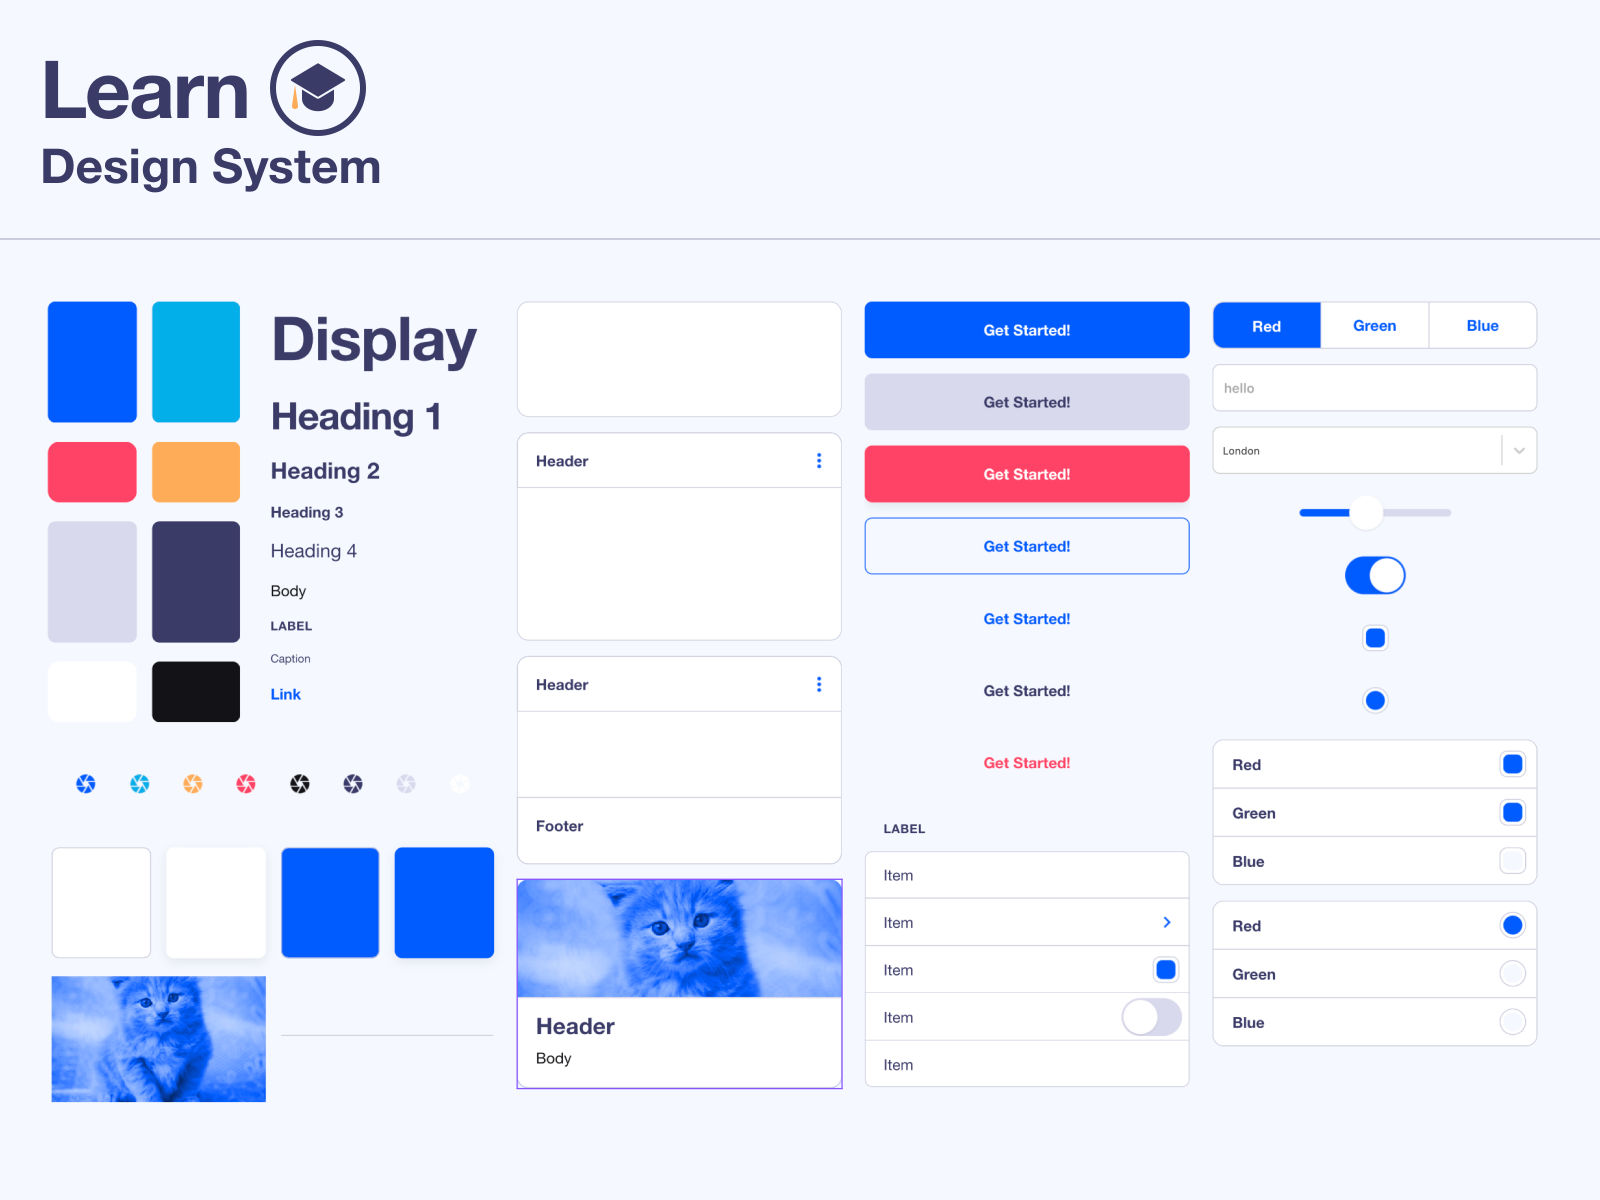 Learn
Design System
Display
Heading 1
Heading 2
Heading 3
Heading 4
Body
LABEL
Caption
Link
Header
Header
Footer
Header
Body
Get Started!
Get Started!
Get Started!
Get Started!
Get Started!
Get Started!
Get Started!
LABEL
Item
Item
Item
Item
Item
Red Green Blue
hello
London
Red
Green
Blue
Red
Green
Blue